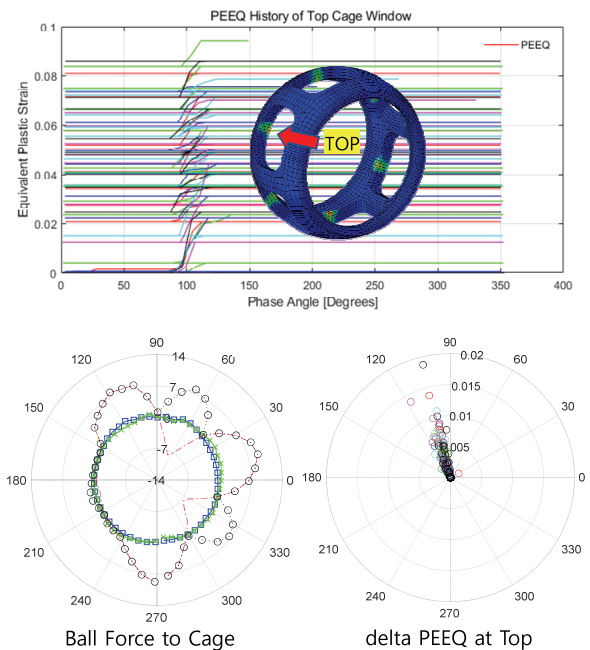 PEEQ History of Top Cage Window
0.1
0.08
0.06
0.04
0.02
0
Equivalent Plastic Strain
PEEQ
TOP
0 50 100 150 200 250 300 350 400
Phase Angle [Degrees]
90
120 14 60
7
150 30
-7
180 -14 0
210 330
240 300
270
Ball Force to Cage
90
120 0.02 60
0.015
150 0.01 30
.005
180 0
210 330
240 300
270
delta PEEQ at Top